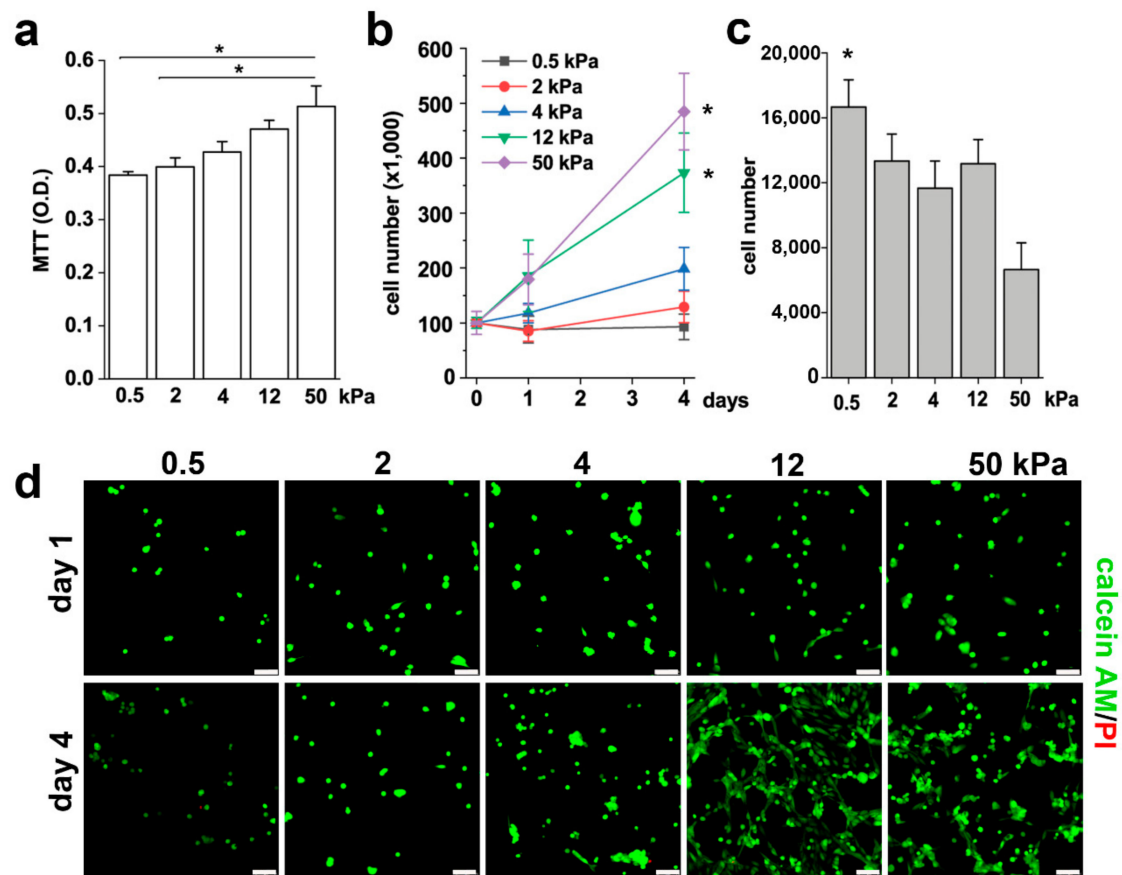 a
MTT (O.D.)
0.6
0.5
0.4
0.3
0.2
0.1
0.0
*
*
0.5 2 4 12 50 kPa
b
cell number (x1,000)
600
500
400
300
200
100
0
0.5 kPa
2 kPa
4 kPa
12 kPa
50 kPa
*
*
0 1 2 3 4 days
c
cell number
20,000
16,000
12,000
8,000
4,000
0
*
0.5 2 4 12 50 kPa
d
0.5 2 4 12 50 kPa
day 1
day 4
calcein AM/PI